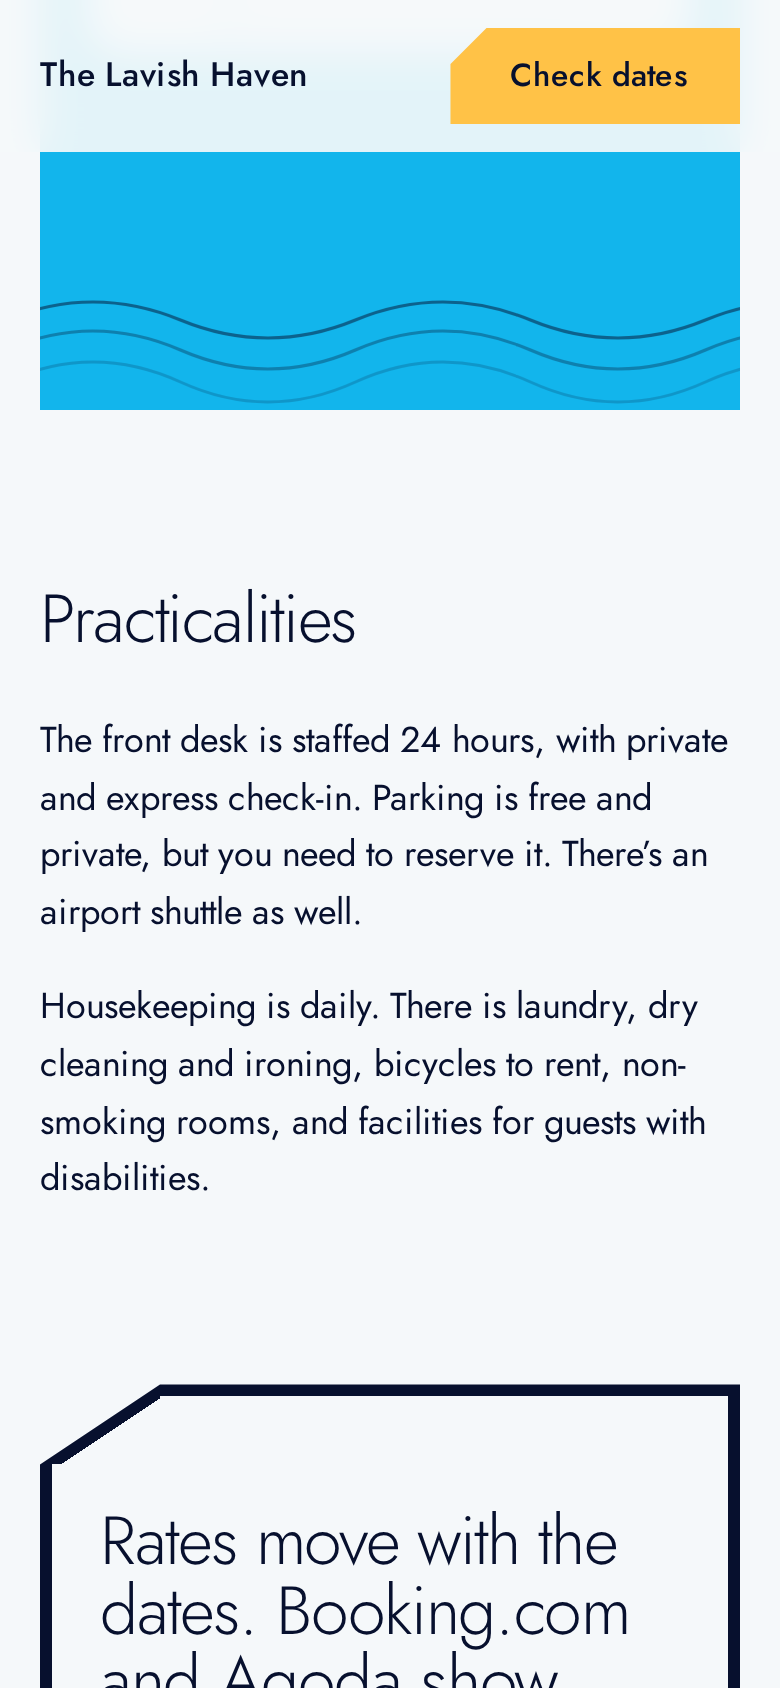 The Lavish Haven
Check dates
Practicalities
The front desk is staffed 24 hours, with private
and express check-in. Parking is free and
private, but you need to reserve it. There’s an
airport shuttle as well.
Housekeeping is daily. There is laundry, dry
cleaning and ironing, bicycles to rent, non-
smoking rooms, and facilities for guests with
disabilities.
Rates move with the
dates. Booking.com
and Agoda show